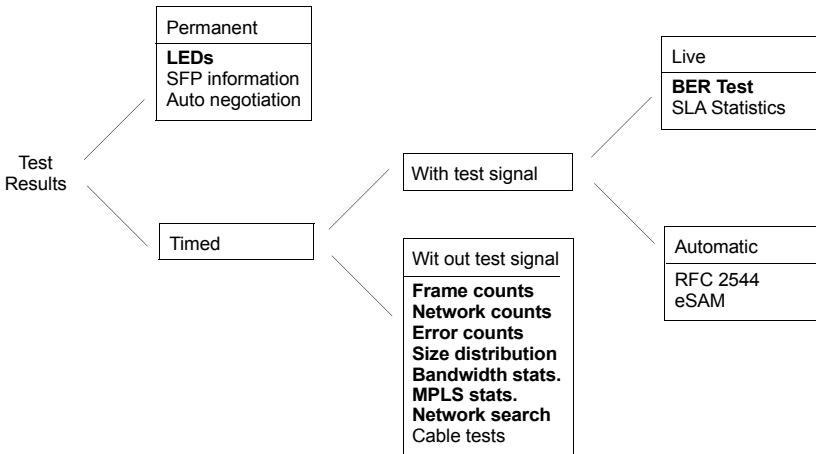 Permanent
LEDs
SFP information
Auto negotiation
Test
Results
Timed
With test signal
Wit out test signal
Frame counts
Network counts
Error counts
Size distribution
Bandwidth stats.
MPLS stats.
Network search
Cable tests
Live
BER Test
SLA Statistics
Automatic
RFC 2544
eSAM